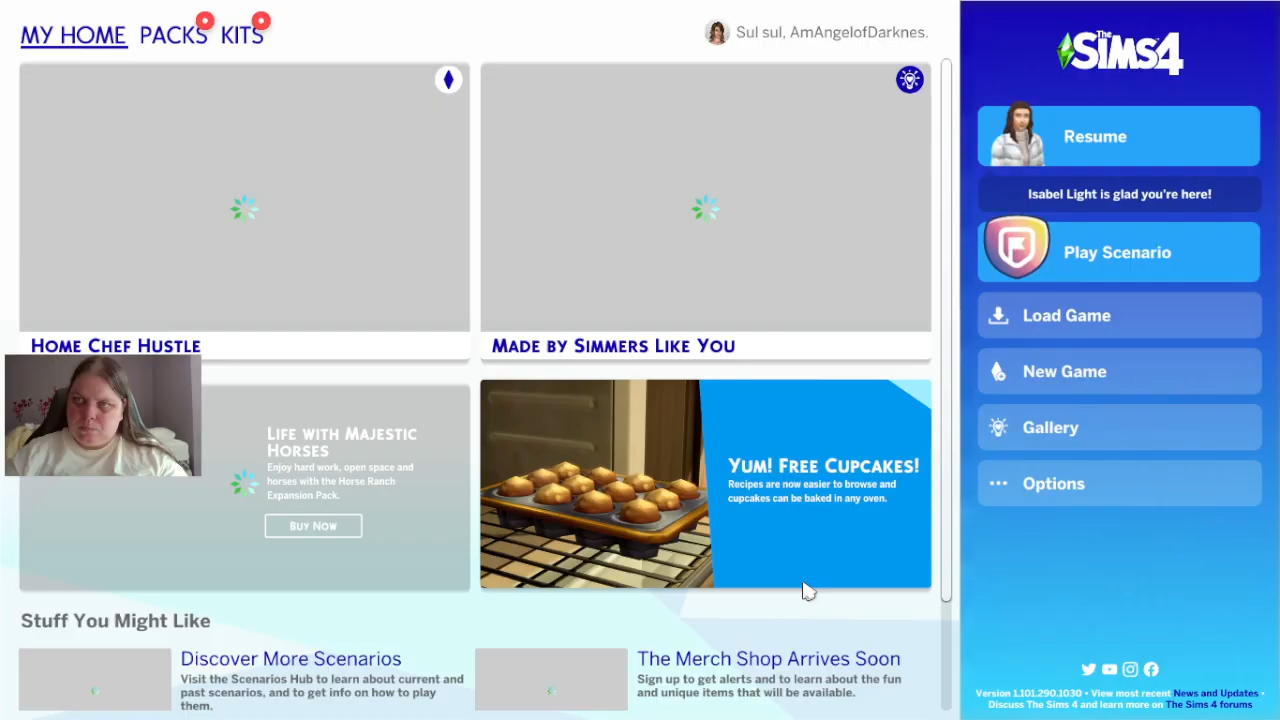 MY HOME PACKS KITS
Sul sul, AmAngelofDarknes.
HOME CHEF HUSTLE
MADE BY SIMMERS LIKE YOU
LIFE WITH MAJESTIC
HORSES
Enjoy hard work, open space and
horses with the Horse Ranch
Expansion Pack.
BUY NOW
YUM! FREE CUPCAKES!
Recipes are now easier to browse and
cupcakes can be baked in any oven.
Stuff You Might Like
Discover More Scenarios
Visit the Scenarios Hub to learn about current and
past scenarios, and to get info on how to play
them.
The Merch Shop Arrives Soon
Sign up to get alerts and to learn about the fun
and unique items that will be available.
The SIMS 4
Resume
Isabel Light is glad you're here!
Play Scenario
Load Game
New Game
Gallery
Options
Version 1.101.290.1030 • View most recent News and Updates •
Discuss The Sims 4 and learn more on The Sims 4 forums